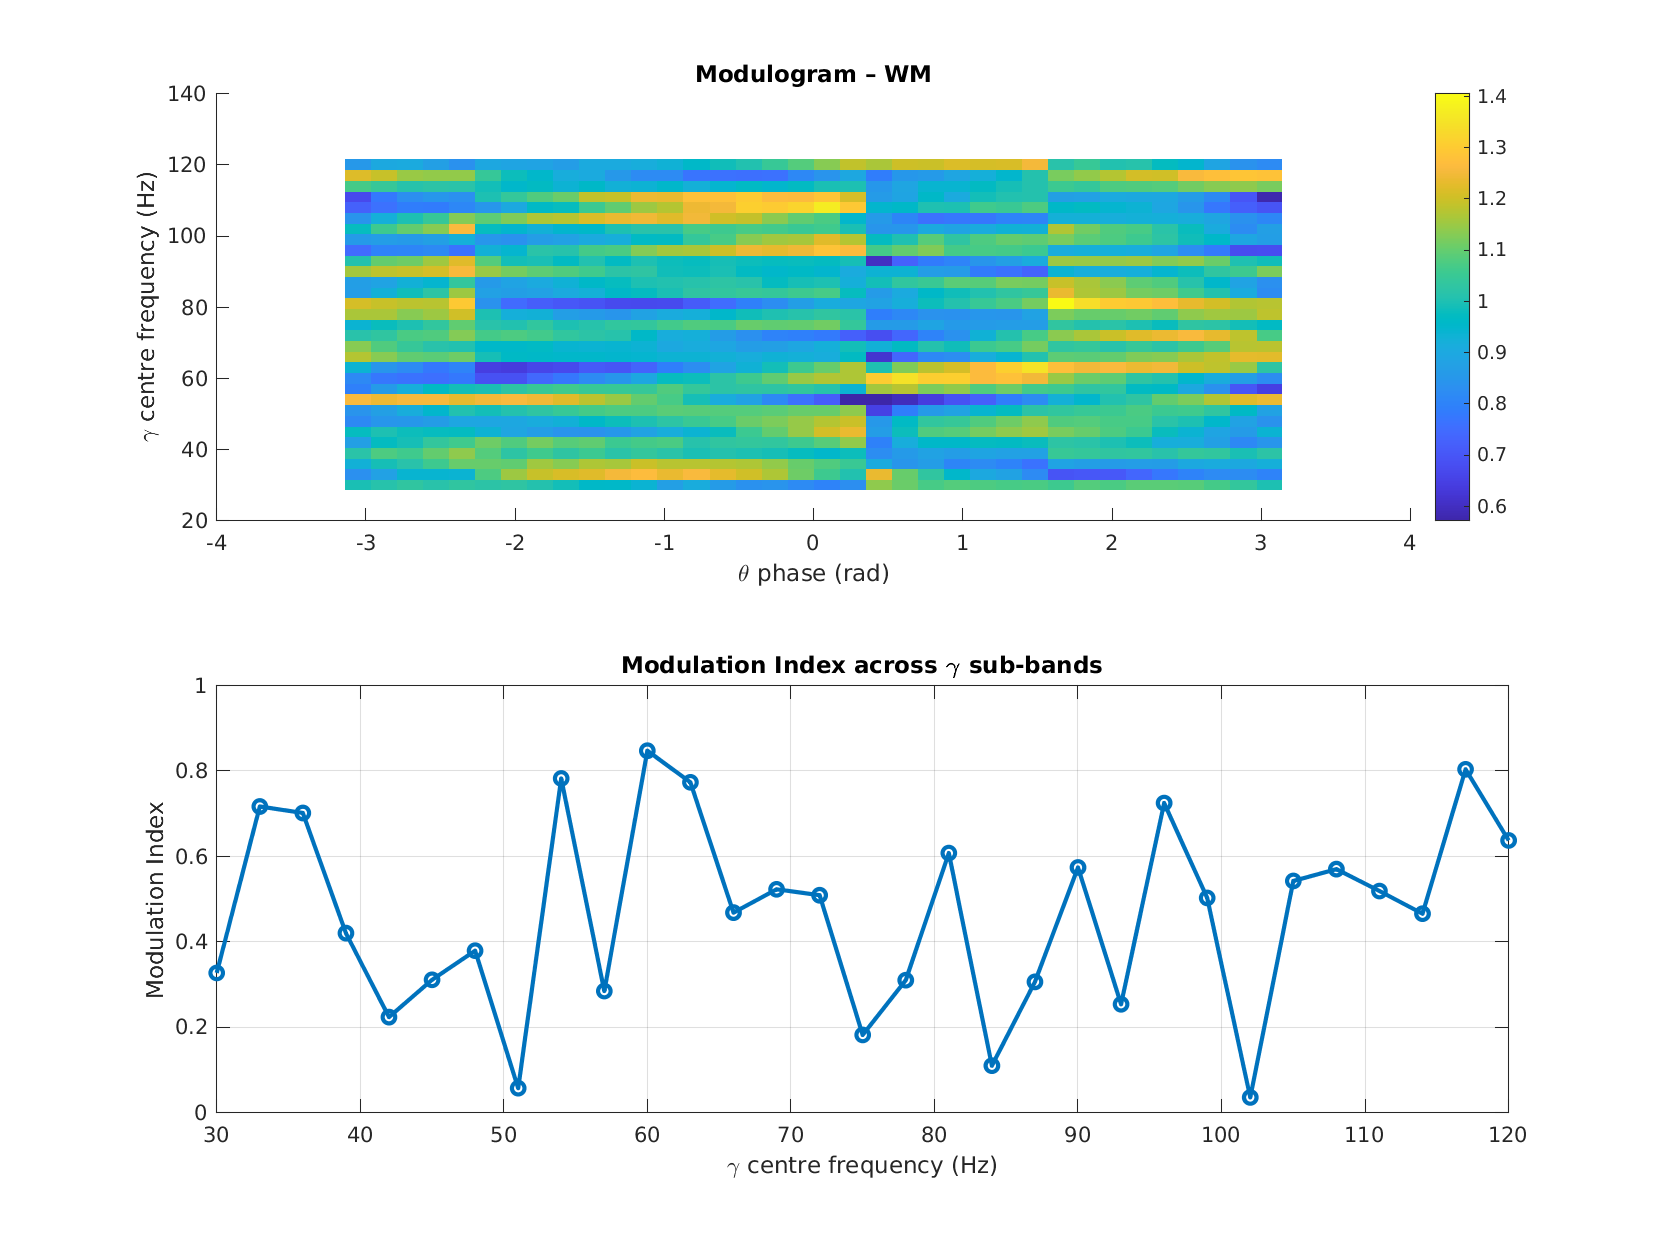 Modulogram – WM
140
120
100
80
60
40
20
-4 -3 -2 -1 0 1 2 3 4
θ phase (rad)
γ centre frequency (Hz)
1.4
1.3
1.2
1.1
1
0.9
0.8
0.7
0.6
Modulation Index across γ sub-bands
1
0.8
0.6
0.4
0.2
0
30 40 50 60 70 80 90 100 110 120
γ centre frequency (Hz)
Modulation Index